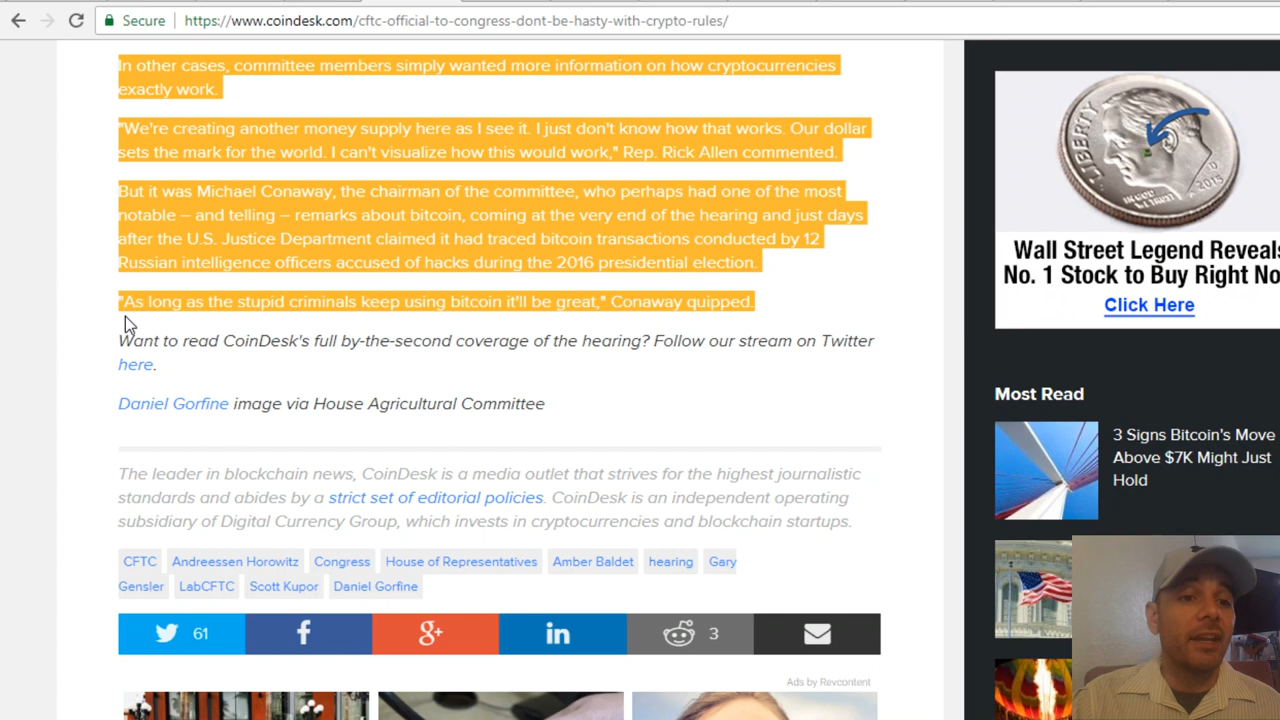 Secure
https://www.coindesk.com/cftc-official-to-congress-dont-be-hasty-with-crypto-rules/
In other cases, committee members simply wanted more information on how cryptocurrencies
exactly work.
"We're creating another money supply here as I see it. I just don't know how that works. Our dollar
sets the mark for the world. I can't visualize how this would work," Rep. Rick Allen commented.
But it was Michael Conaway, the chairman of the committee, who perhaps had one of the most
notable – and telling – remarks about bitcoin, coming at the very end of the hearing and just days
after the U.S. Justice Department claimed it had traced bitcoin transactions conducted by 12
Russian intelligence officers accused of hacks during the 2016 presidential election.
"As long as the stupid criminals keep using bitcoin it'll be great," Conaway quipped.
Want to read CoinDesk's full by-the-second coverage of the hearing? Follow our stream on Twitter
here.
Daniel Gorfine image via House Agricultural Committee
The leader in blockchain news, CoinDesk is a media outlet that strives for the highest journalistic
standards and abides by a strict set of editorial policies. CoinDesk is an independent operating
subsidiary of Digital Currency Group, which invests in cryptocurrencies and blockchain startups.
CFTC Andreessen Horowitz Congress House of Representatives Amber Baldet hearing Gary
Gensler LabCFTC Scott Kupor Daniel Gorfine
61
3
Ads by Revcontent
LIBERTY
2015
Wall Street Legend Reveals
No. 1 Stock to Buy Right No
Click Here
Most Read
3 Signs Bitcoin's Move
Above $7K Might Just
Hold